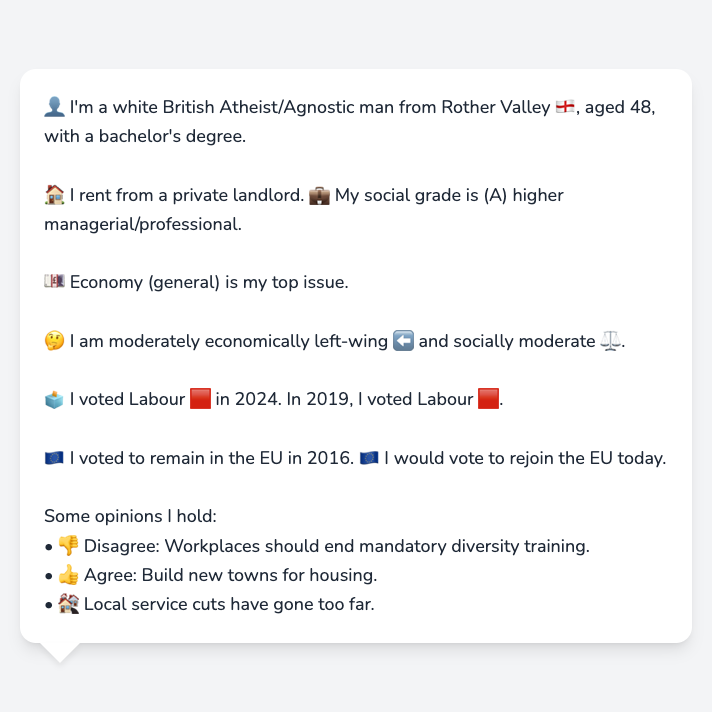 👤 I'm a white British Atheist/Agnostic man from Rother Valley 🏴󠁧󠁢󠁥󠁮󠁧󠁿, aged 48,
with a bachelor's degree.
🏠 I rent from a private landlord. 💼 My social grade is (A) higher
managerial/professional.
💷 Economy (general) is my top issue.
🤔 I am moderately economically left-wing ⬅️ and socially moderate ⚖️.
🗳️ I voted Labour 🟥 in 2024. In 2019, I voted Labour 🟥.
🇪🇺 I voted to remain in the EU in 2016. 🇪🇺 I would vote to rejoin the EU today.
Some opinions I hold:
• 👎 Disagree: Workplaces should end mandatory diversity training.
• 👍 Agree: Build new towns for housing.
• 🏘️ Local service cuts have gone too far.